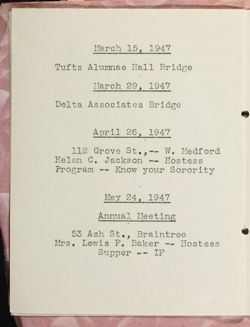 March 15, 1947
Tufts Alumnae Hall Bridge
March 29, 1947
Delta Associates Bridge
April 26, 1947
112 Grove St.,-- W. Medford
Helen C. Jackson -- Hostess
Program -- Know your Sorority
May 24, 1947
Annual Meeting
53 Ash St., Braintree
Mrs. Lewis F. Baker -- Hostess
Supper -- IF